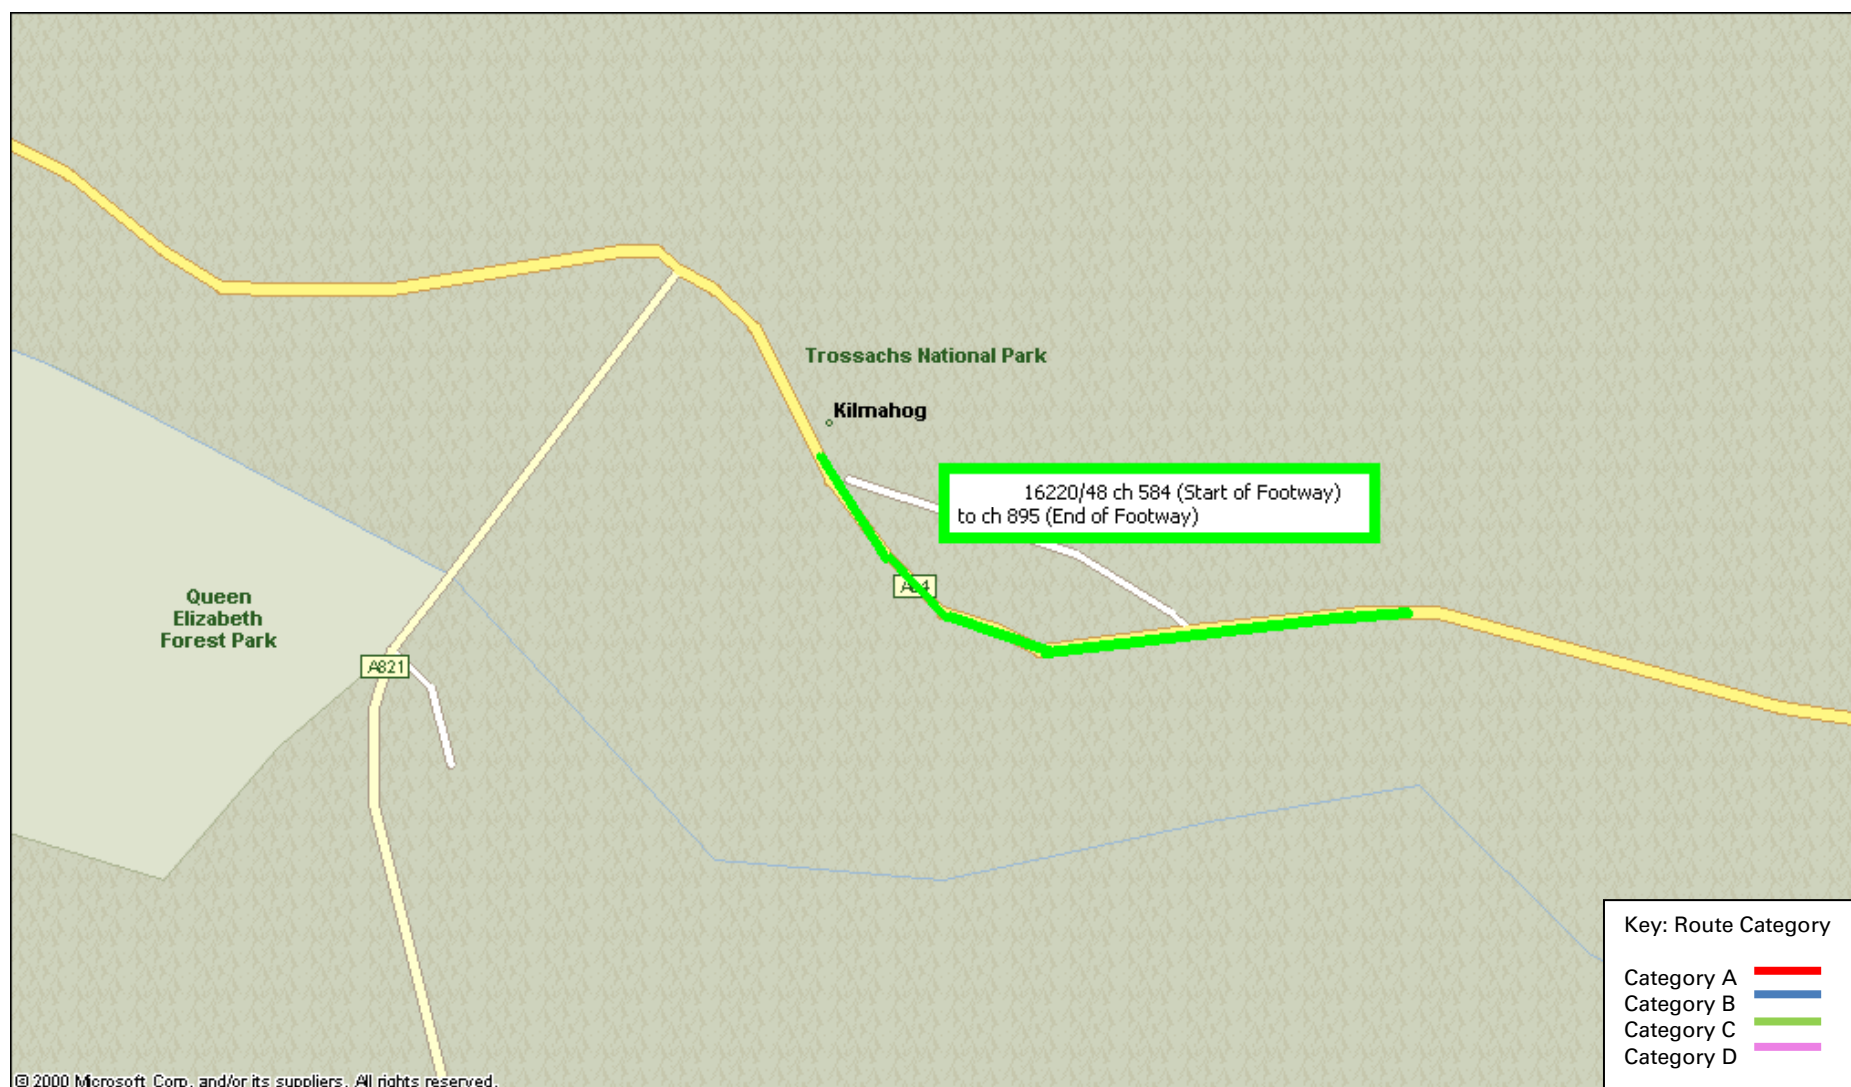 Trossachs National Park
Kilmahog
16220/48 ch 584 (Start of Footway)
to ch 895 (End of Footway)
A84
Queen
Elizabeth
Forest Park
A821
Key: Route Category
Category A
Category B
Category C
Category D
© 2000 Microsoft Corp. and/or its suppliers. All rights reserved.